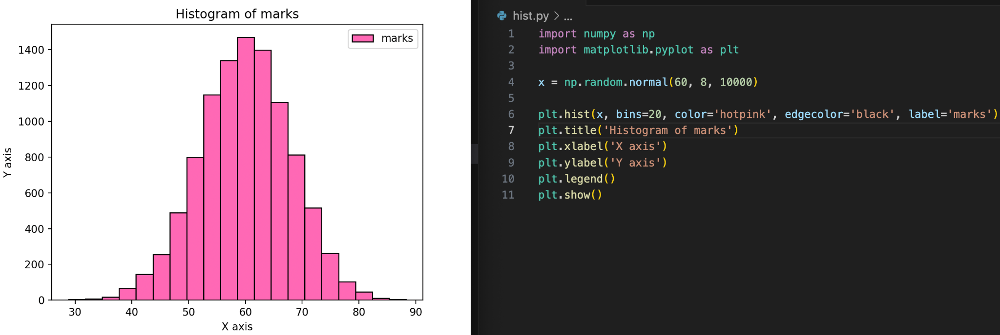 Histogram of marks
marks
1400
1200
1000
800
600
400
200
0
Y axis
30 40 50 60 70 80 90
X axis
hist.py > ...
1 import numpy as np
2 import matplotlib.pyplot as plt
3
4 x = np.random.normal(60, 8, 10000)
5
6 plt.hist(x, bins=20, color='hotpink', edgecolor='black', label='marks')
7 plt.title('Histogram of marks')
8 plt.xlabel('X axis')
9 plt.ylabel('Y axis')
10 plt.legend()
11 plt.show()